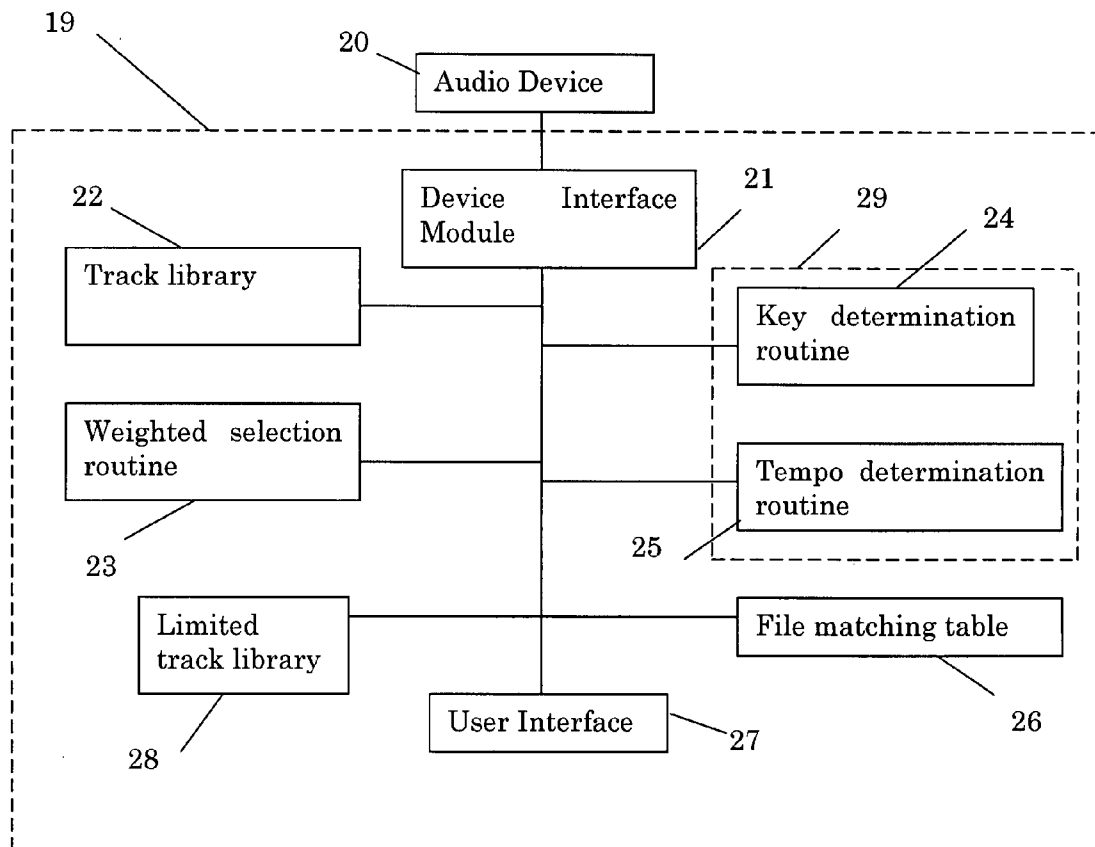 19
20
Audio Device
22
Device Interface
Module
21
29
24
Track library
Key determination
routine
Weighted selection
routine
Tempo determination
routine
23
25
Limited
track library
File matching table
User Interface
27
26
28